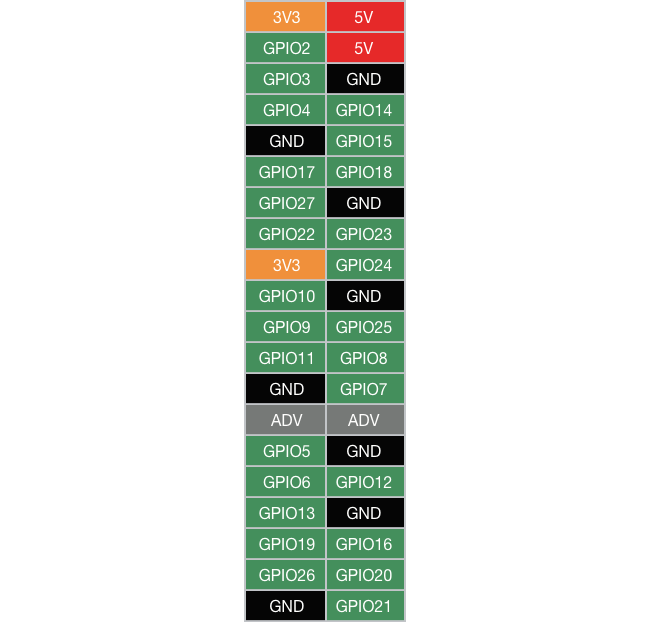 3V3 5V
GPIO2 5V
GPIO3 GND
GPIO4 GPIO14
GND GPIO15
GPIO17 GPIO18
GPIO27 GND
GPIO22 GPIO23
3V3 GPIO24
GPIO10 GND
GPIO9 GPIO25
GPIO11 GPIO8
GND GPIO7
ADV ADV
GPIO5 GND
GPIO6 GPIO12
GPIO13 GND
GPIO19 GPIO16
GPIO26 GPIO20
GND GPIO21